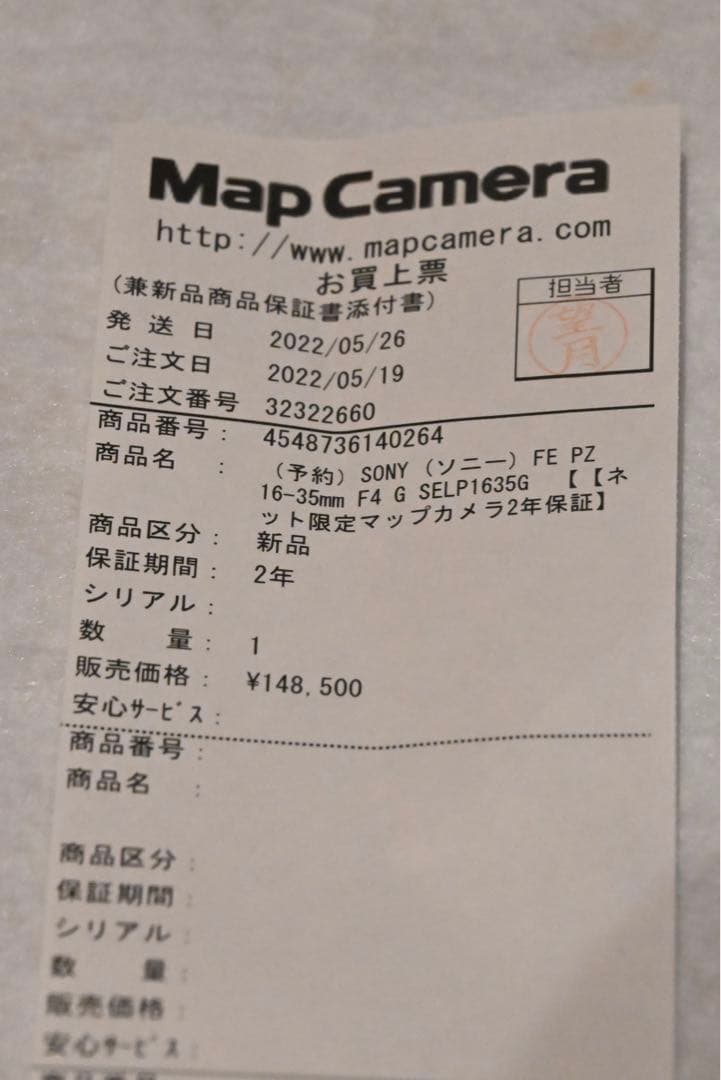 Map Camera
http://www.mapcamera.com
お買上票
(兼新品商品保証書添付書)
担当者
望月
発 送 日 2022/05/26
ご注文日 2022/05/19
ご注文番号 32322660
商品番号: 4548736140264
商品名 : (予約) SONY (ソニー) FE PZ
16-35mm F4 G SELP1635G 【【ネ
ット限定マップカメラ2年保証】
商品区分: 新品
保証期間: 2年
シリアル:
数 量: 1
販売価格: ¥148,500
安心ｻｰﾋﾞｽ:
商品番号:
商品名 :
商品区分:
保証期間:
シリアル:
数 量:
販売価格:
安心ｻｰﾋﾞｽ: